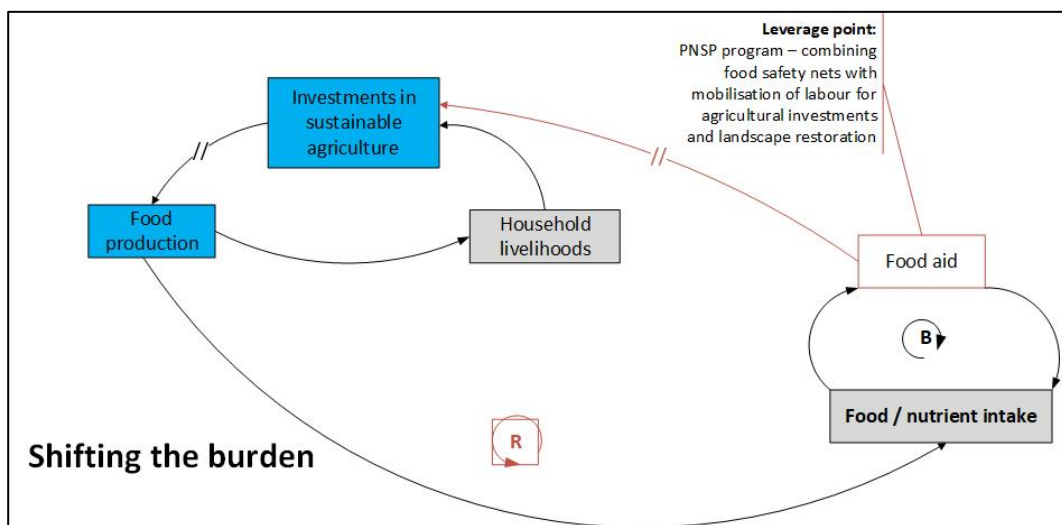 Leverage point:
PNSP program – combining
food safety nets with
mobilisation of labour for
agricultural investments
and landscape restoration
Investments in
sustainable
agriculture
//
//
Food
production
Household
livelihoods
Food aid
B
Food / nutrient intake
R
Shifting the burden